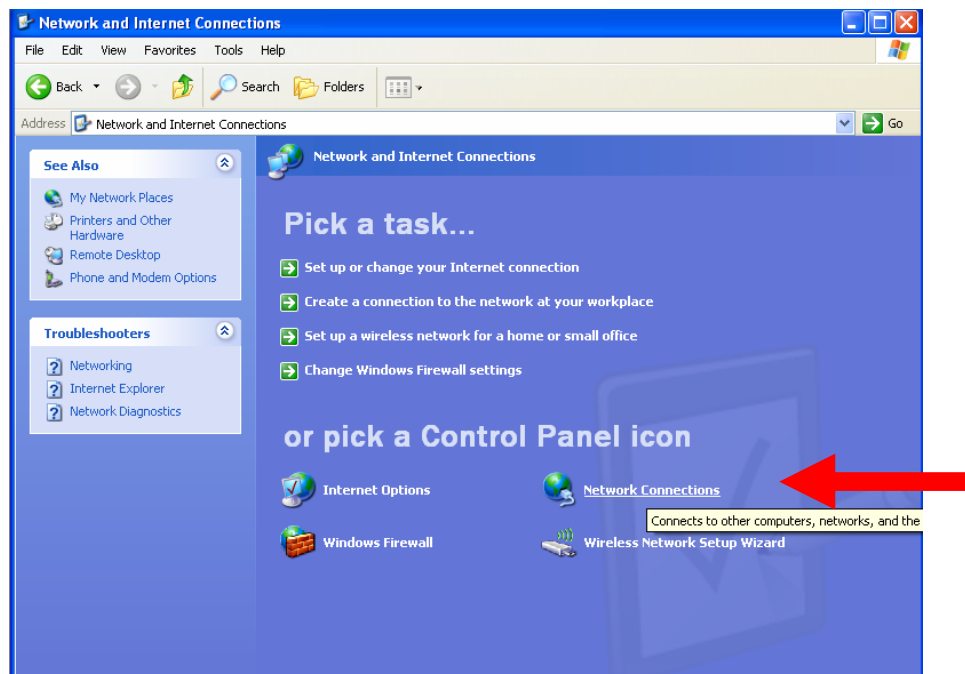 Network and Internet Connections
File Edit View Favorites Tools Help
Back Search Folders
Address Network and Internet Connections Go
See Also
My Network Places
Printers and Other
Hardware
Remote Desktop
Phone and Modem Options
Troubleshooters
Networking
Internet Explorer
Network Diagnostics
Network and Internet Connections
Pick a task...
Set up or change your Internet connection
Create a connection to the network at your workplace
Set up a wireless network for a home or small office
Change Windows Firewall settings
or pick a Control Panel icon
Internet Options Network Connections
Connects to other computers, networks, and the
Windows Firewall Wireless Network Setup Wizard